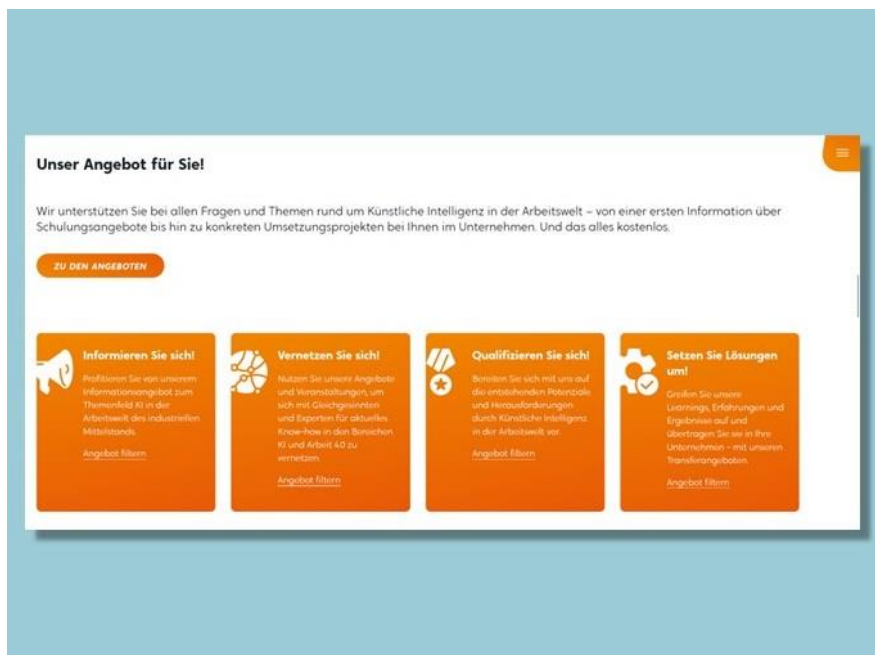 Unser Angebot für Sie!
Wir unterstützen Sie bei allen Fragen und Themen rund um Künstliche Intelligenz in der Arbeitswelt – von einer ersten Information über
Schulungsangebote bis hin zu konkreten Umsetzungsprojekten bei Ihnen im Unternehmen. Und das alles kostenlos.
ZU DEN ANGEBOTEN
Informieren Sie sich!
Profitieren Sie von unserem
Informationsangebot zum
Themenfeld KI in der
Arbeitswelt des industriellen
Mittelstands.
Angebot filtern
Vernetzen Sie sich!
Nutzen Sie unsere Angebote
und Veranstaltungen, um
sich mit Gleichgesinnten
und Experten für aktuelles
Know-how in den Bereichen
KI und Arbeit 4.0 zu
vernetzen.
Angebot filtern
Qualifizieren Sie sich!
Bereiten Sie sich mit uns auf
die entstehenden Potenziale
und Herausforderungen
durch Künstliche Intelligenz
in der Arbeitswelt vor.
Angebot filtern
Setzen Sie Lösungen
um!
Greifen Sie unsere
Learnings, Erfahrungen und
Ergebnisse auf und
übertragen Sie sie in Ihre
Unternehmen – mit unseren
Transferangeboten.
Angebot filtern